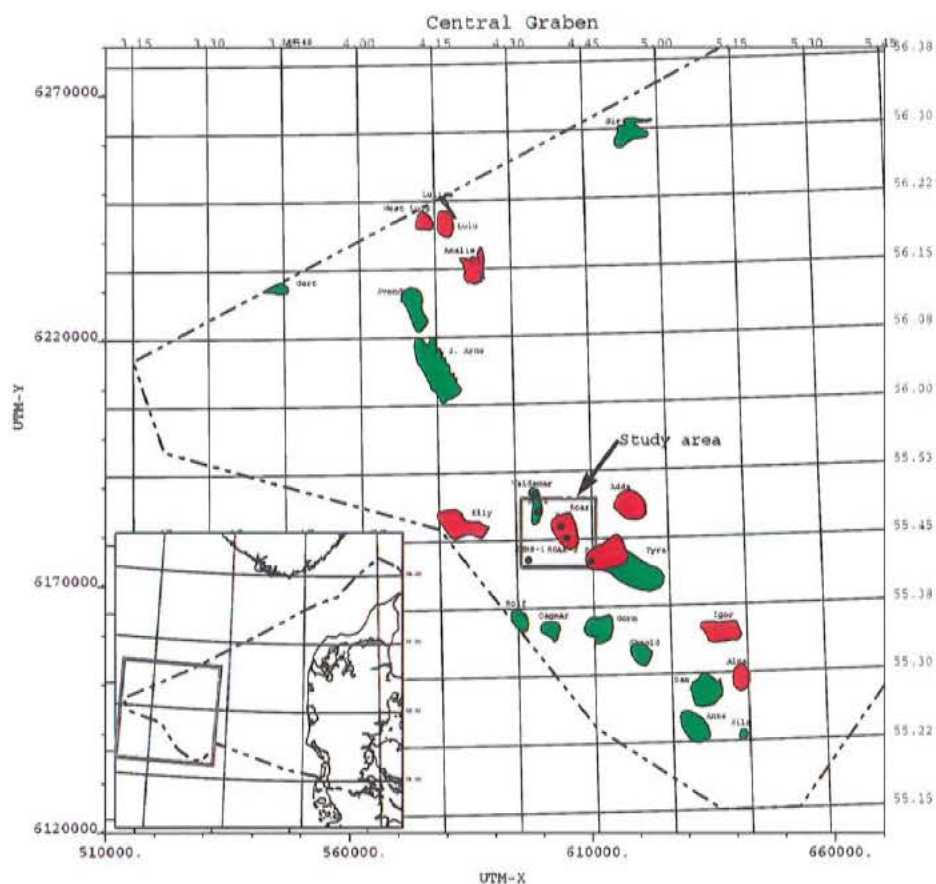 Central Graben
3.15 3.30 4.00 4.15 4.30 4.45 5.00 5.15 5.30 5.45
56.38
6270000.
56.30
56.22
Lulu
Amalie
56.15
Gert
Svend
56.08
6220000.
S. Arne
UTM-Y
56.00
Study area
55.53
Valdemar
Adda
Elly
Roar
55.45
Tyra
6170000.
55.38
Rolf
Dagmar
Gorm
Igor
Skjold
55.30
Alma
Dan
Nils
55.22
55.15
6120000.
510000. 560000. 610000. 660000.
UTM-X